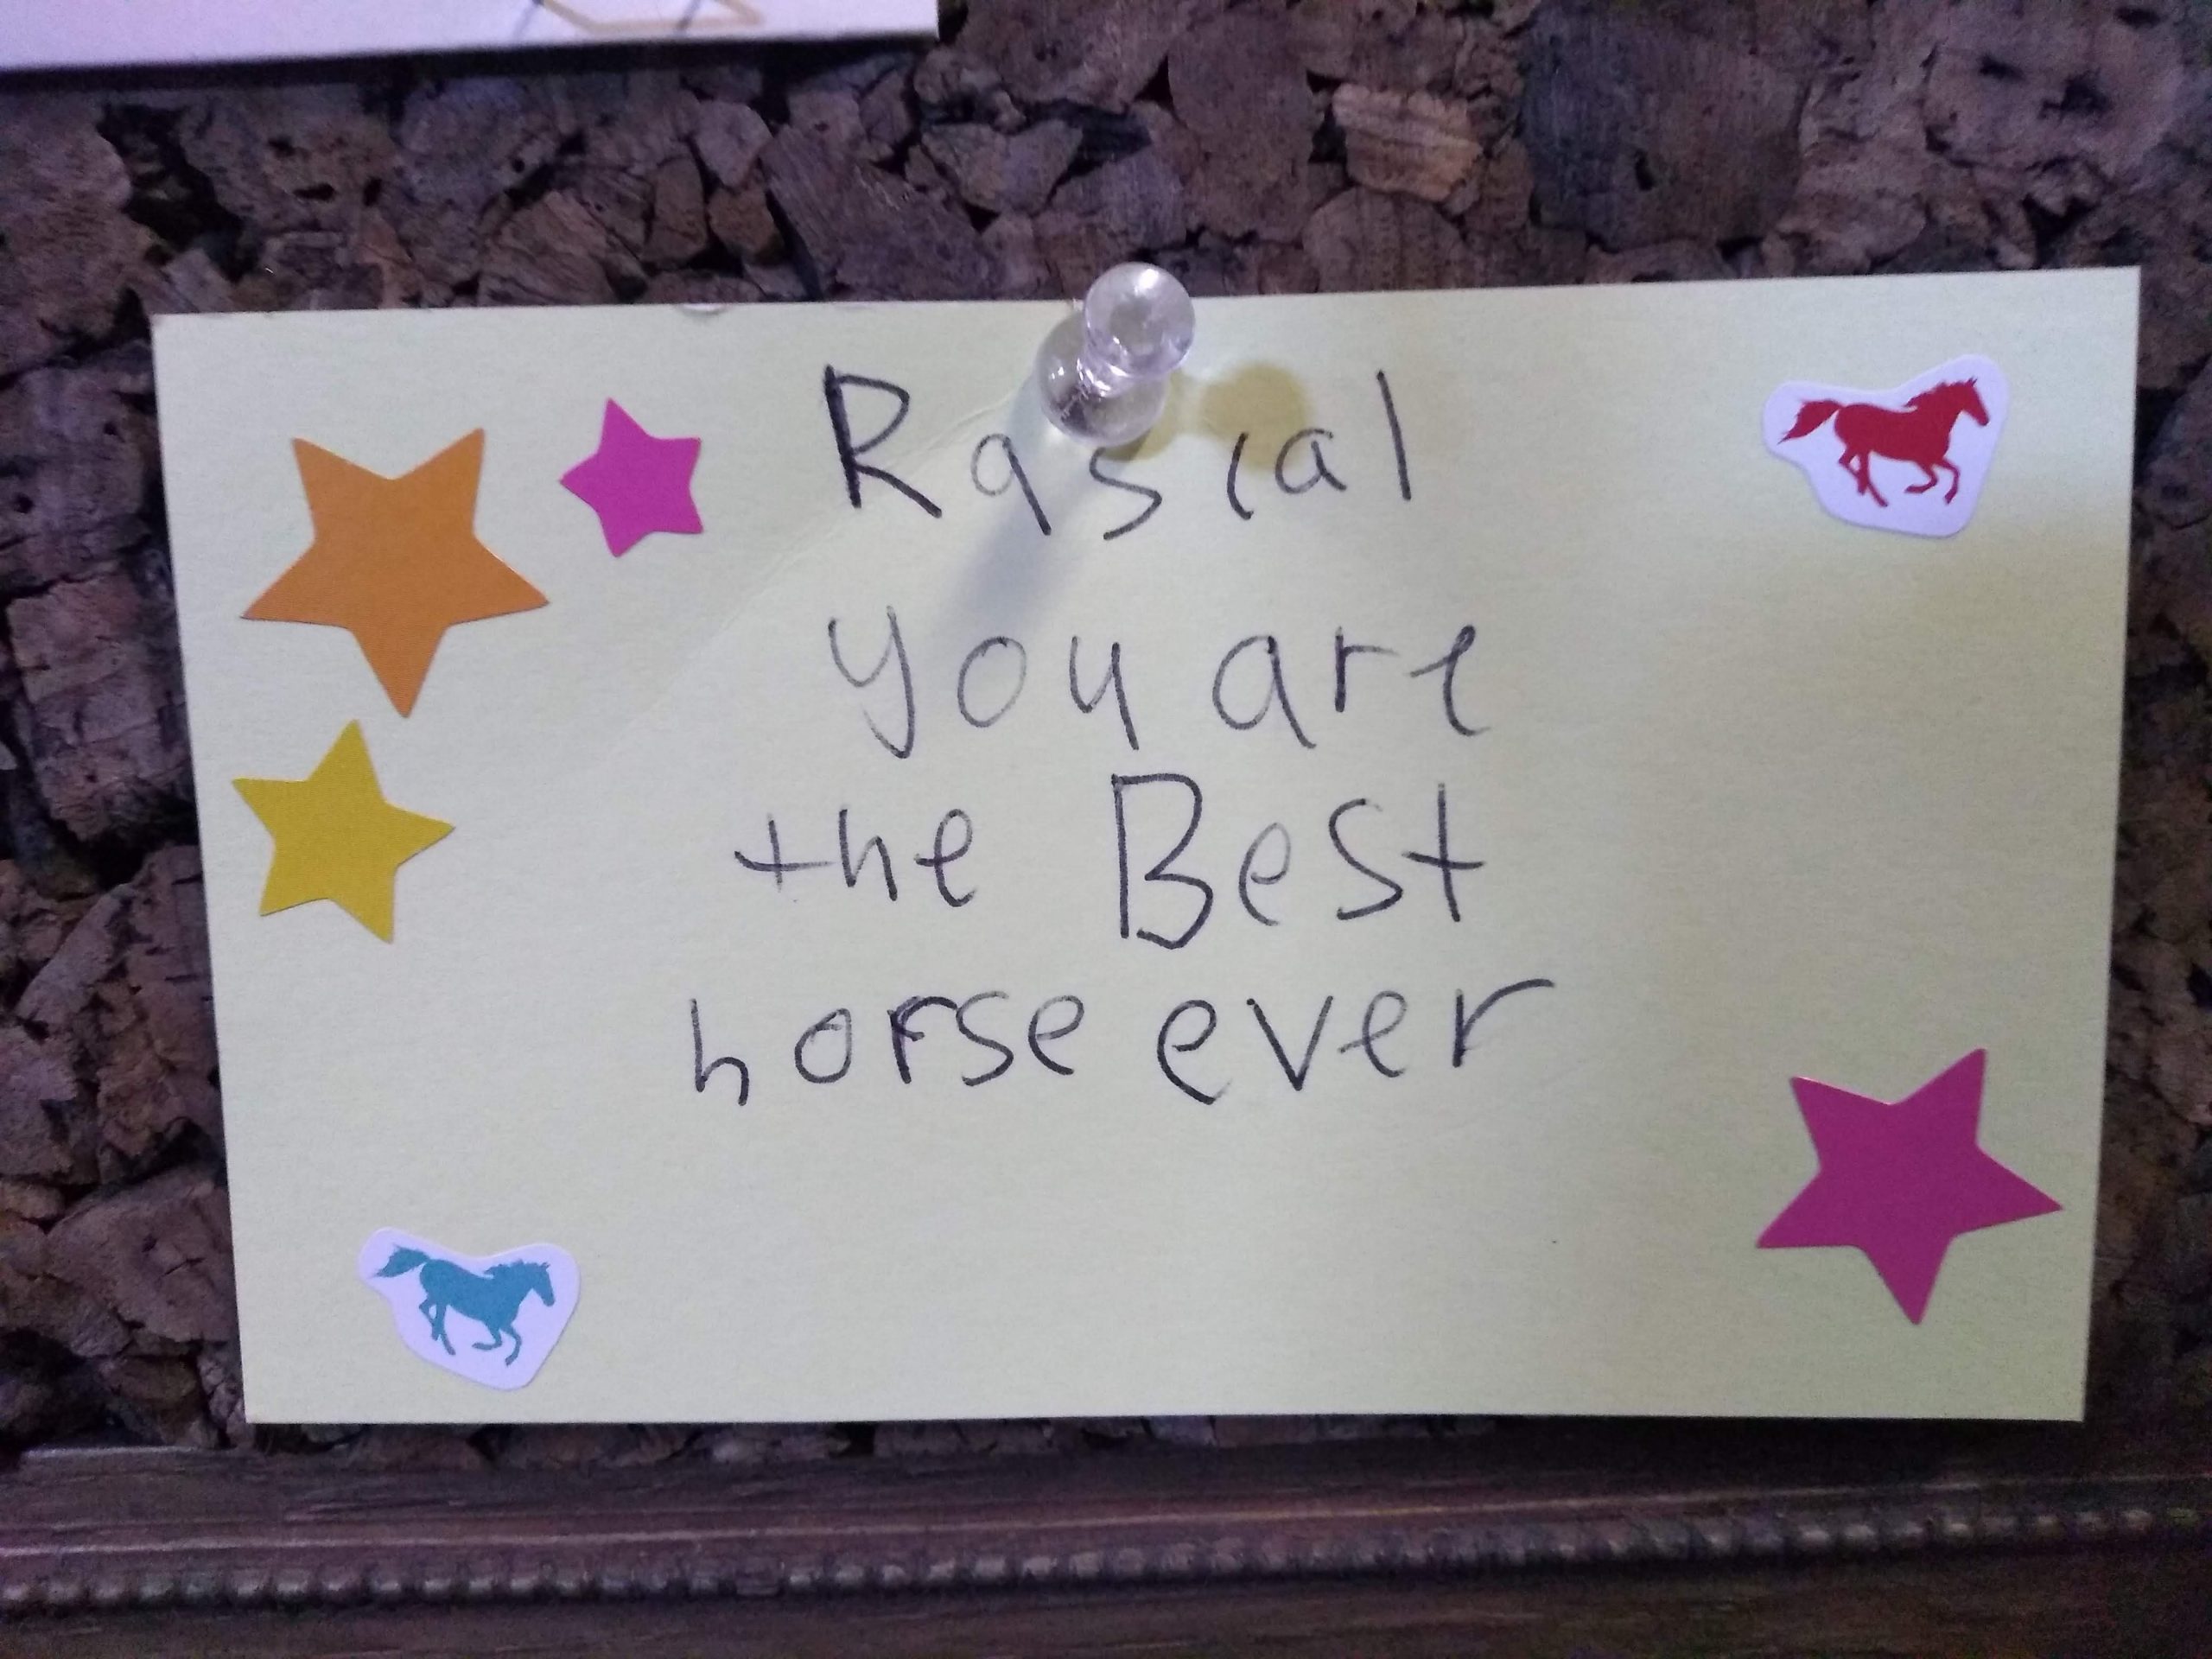 Rascal
you are
the Best
horse ever